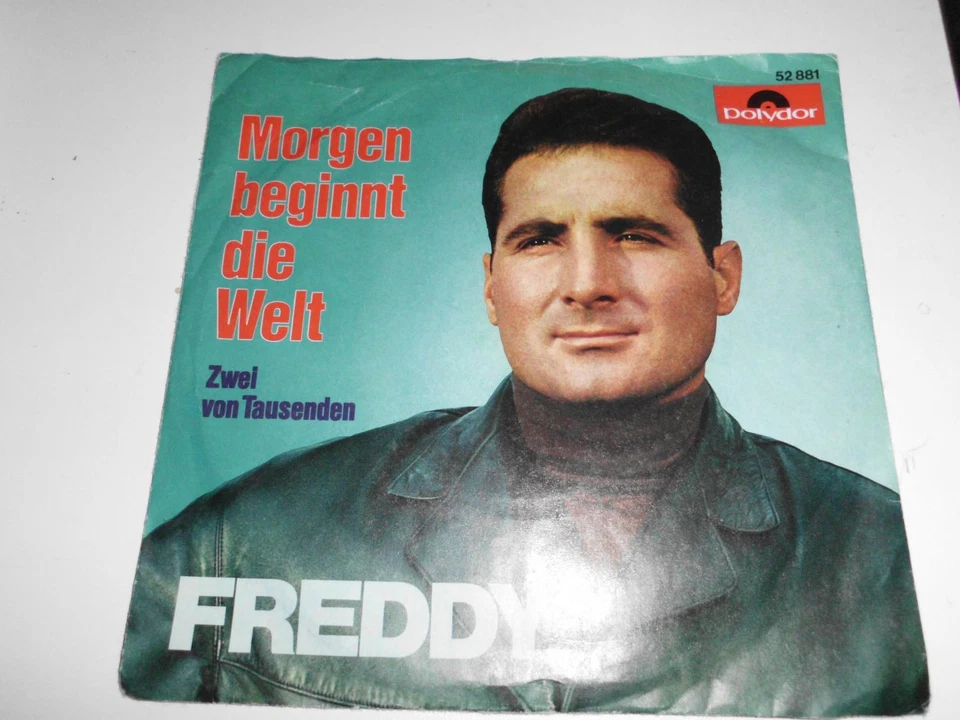 52 881
polydor
Morgen
beginnt
die
Welt
Zwei
von Tausenden
FREDDY